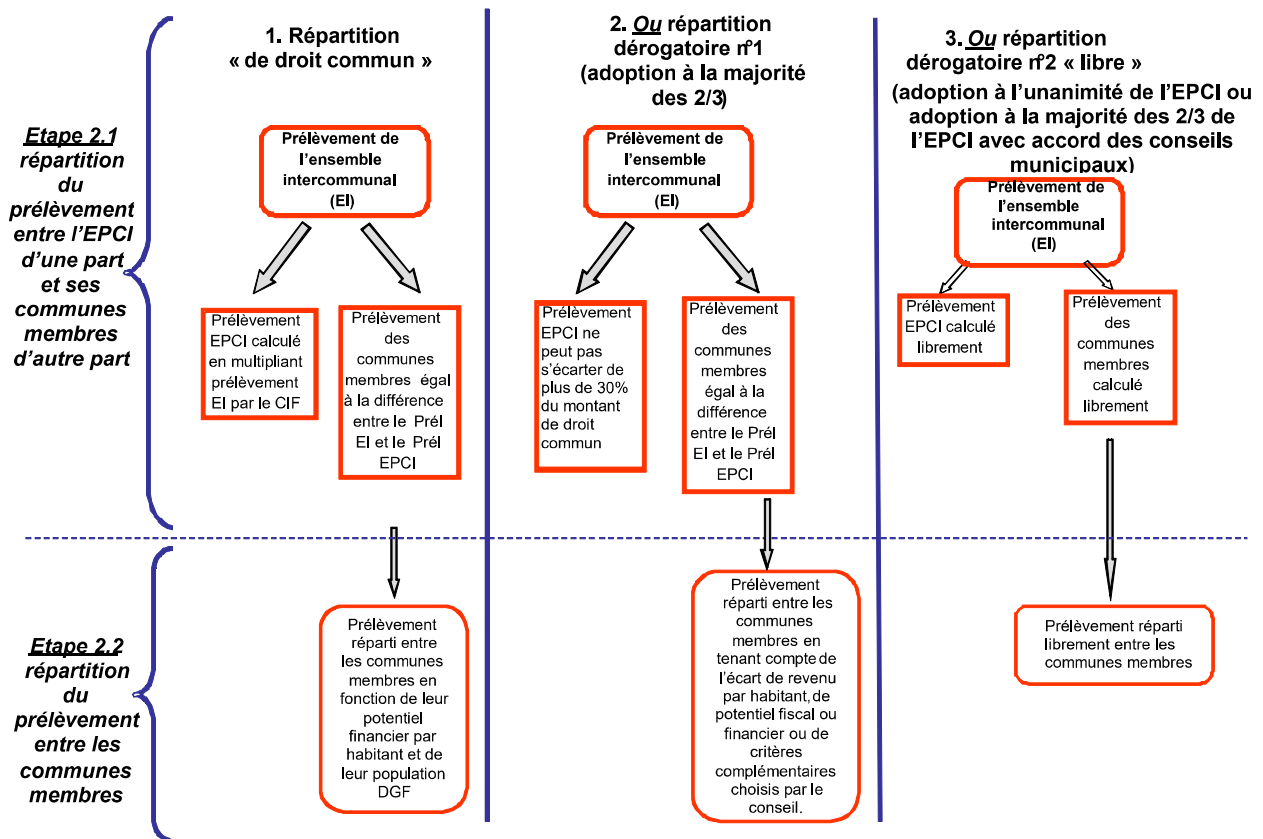 1. Répartition
« de droit commun »
2. Ou répartition
dérogatoire n°1
(adoption à la majorité
des 2/3)
3. Ou répartition
dérogatoire n°2 « libre »
(adoption à l'unanimité de l'EPCI ou
adoption à la majorité des 2/3 de
l'EPCI avec accord des conseils
municipaux)
Etape 2.1
répartition
du
prélèvement
entre l'EPCI
d'une part
et ses
communes
membres
d'autre part
Prélèvement de
l'ensemble
intercommunal
(EI)
Prélèvement
EPCI calculé
en multipliant
prélèvement
EI par le CIF
Prélèvement
des
communes
membres égal
à la différence
entre le Prél
EI et le Prél
EPCI
Prélèvement de
l'ensemble
intercommunal
(EI)
Prélèvement
EPCI ne
peut pas
s'écarter de
plus de 30%
du montant
de droit
commun
Prélèvement
des
communes
membres
égal à la
différence
entre le Prél
EI et le Prél
EPCI
Prélèvement de
l'ensemble
intercommunal
(EI)
Prélèvement
EPCI calculé
librement
Prélèvement
des
communes
membres
calculé
librement
Etape 2.2
répartition
du
prélèvement
entre les
communes
membres
Prélèvement
réparti entre
les communes
membres en
fonction de leur
potentiel
financier par
habitant et de
leur population
DGF
Prélèvement
réparti entre les
communes
membres en
tenant compte de
l'écart de revenu
par habitant, de
potentiel fiscal ou
financier ou de
critères
complémentaires
choisis par le
conseil.
Prélèvement réparti
librement entre les
communes membres